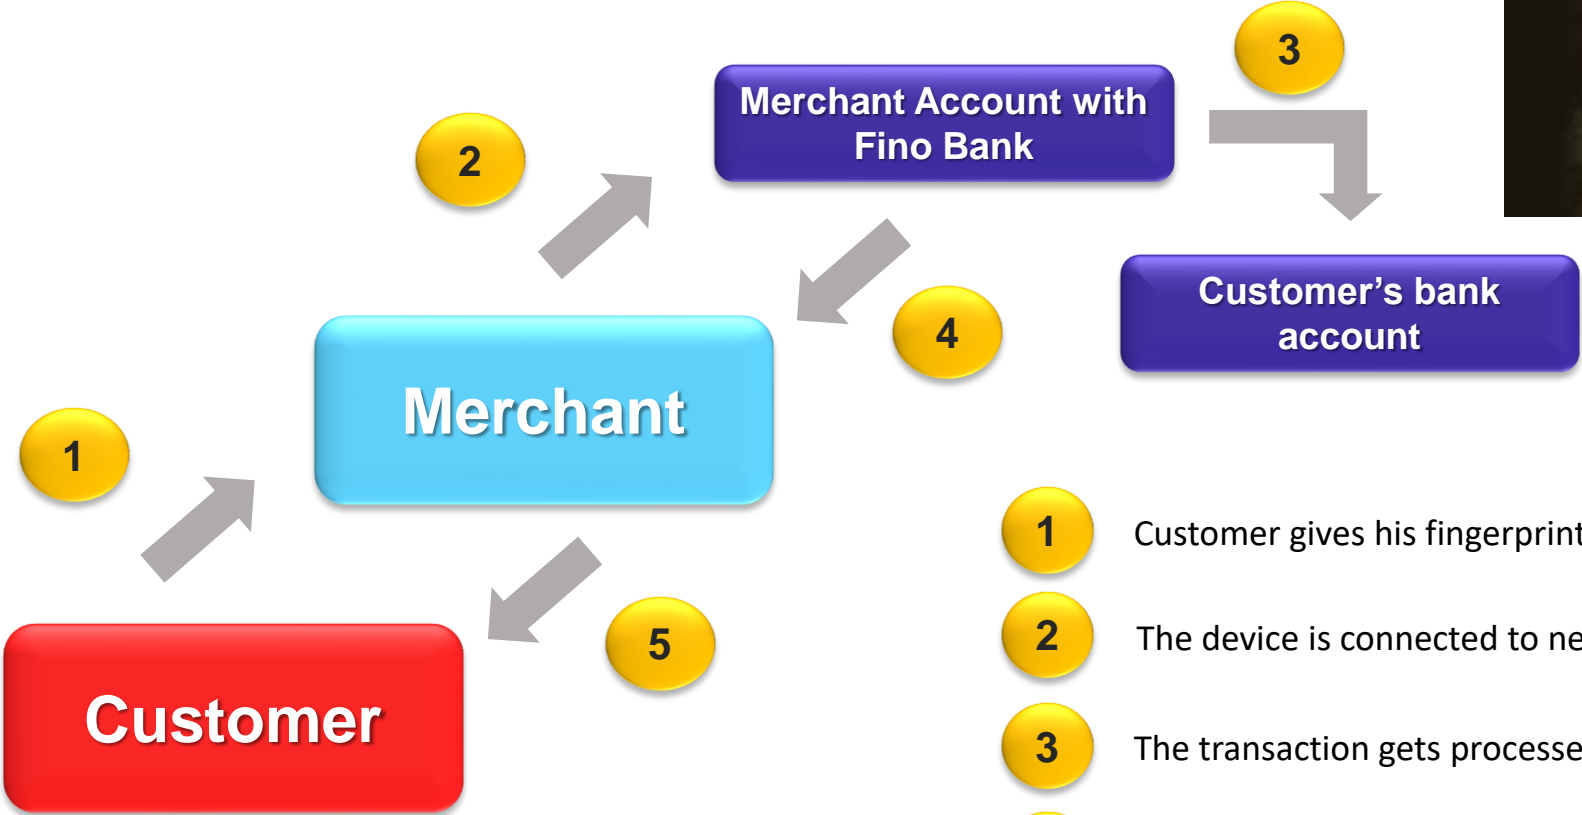 3
Merchant Account with
Fino Bank
2
Customer's bank
account
4
Merchant
1
5
Customer
1 Customer gives his fingerprint
2 The device is connected to ne
3 The transaction gets processe